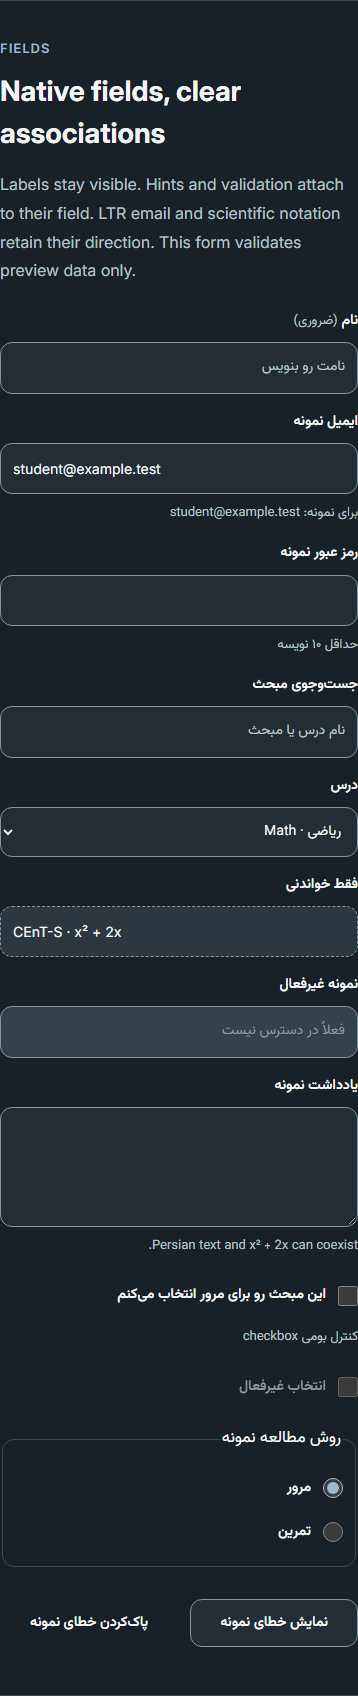 FIELDS
Native fields, clear
associations
Labels stay visible. Hints and validation attach
to their field. LTR email and scientific notation
retain their direction. This form validates
preview data only.
نام (ضروری)
نامت رو بنویس
ایمیل نمونه
student@example.test
برای نمونه: student@example.test
رمز عبور نمونه
حداقل ۱۰ نویسه
جست‌وجوی مبحث
نام درس یا مبحث
درس
ریاضی · Math
فقط خواندنی
CEnT-S · x² + 2x
نمونه غیرفعال
فعلاً در دسترس نیست
یادداشت نمونه
Persian text and x² + 2x can coexist.
این مبحث رو برای مرور انتخاب می‌کنم
کنترل بومی checkbox
انتخاب غیرفعال
روش مطالعه نمونه
مرور
تمرین
نمایش خطای نمونه
پاک‌کردن خطای نمونه